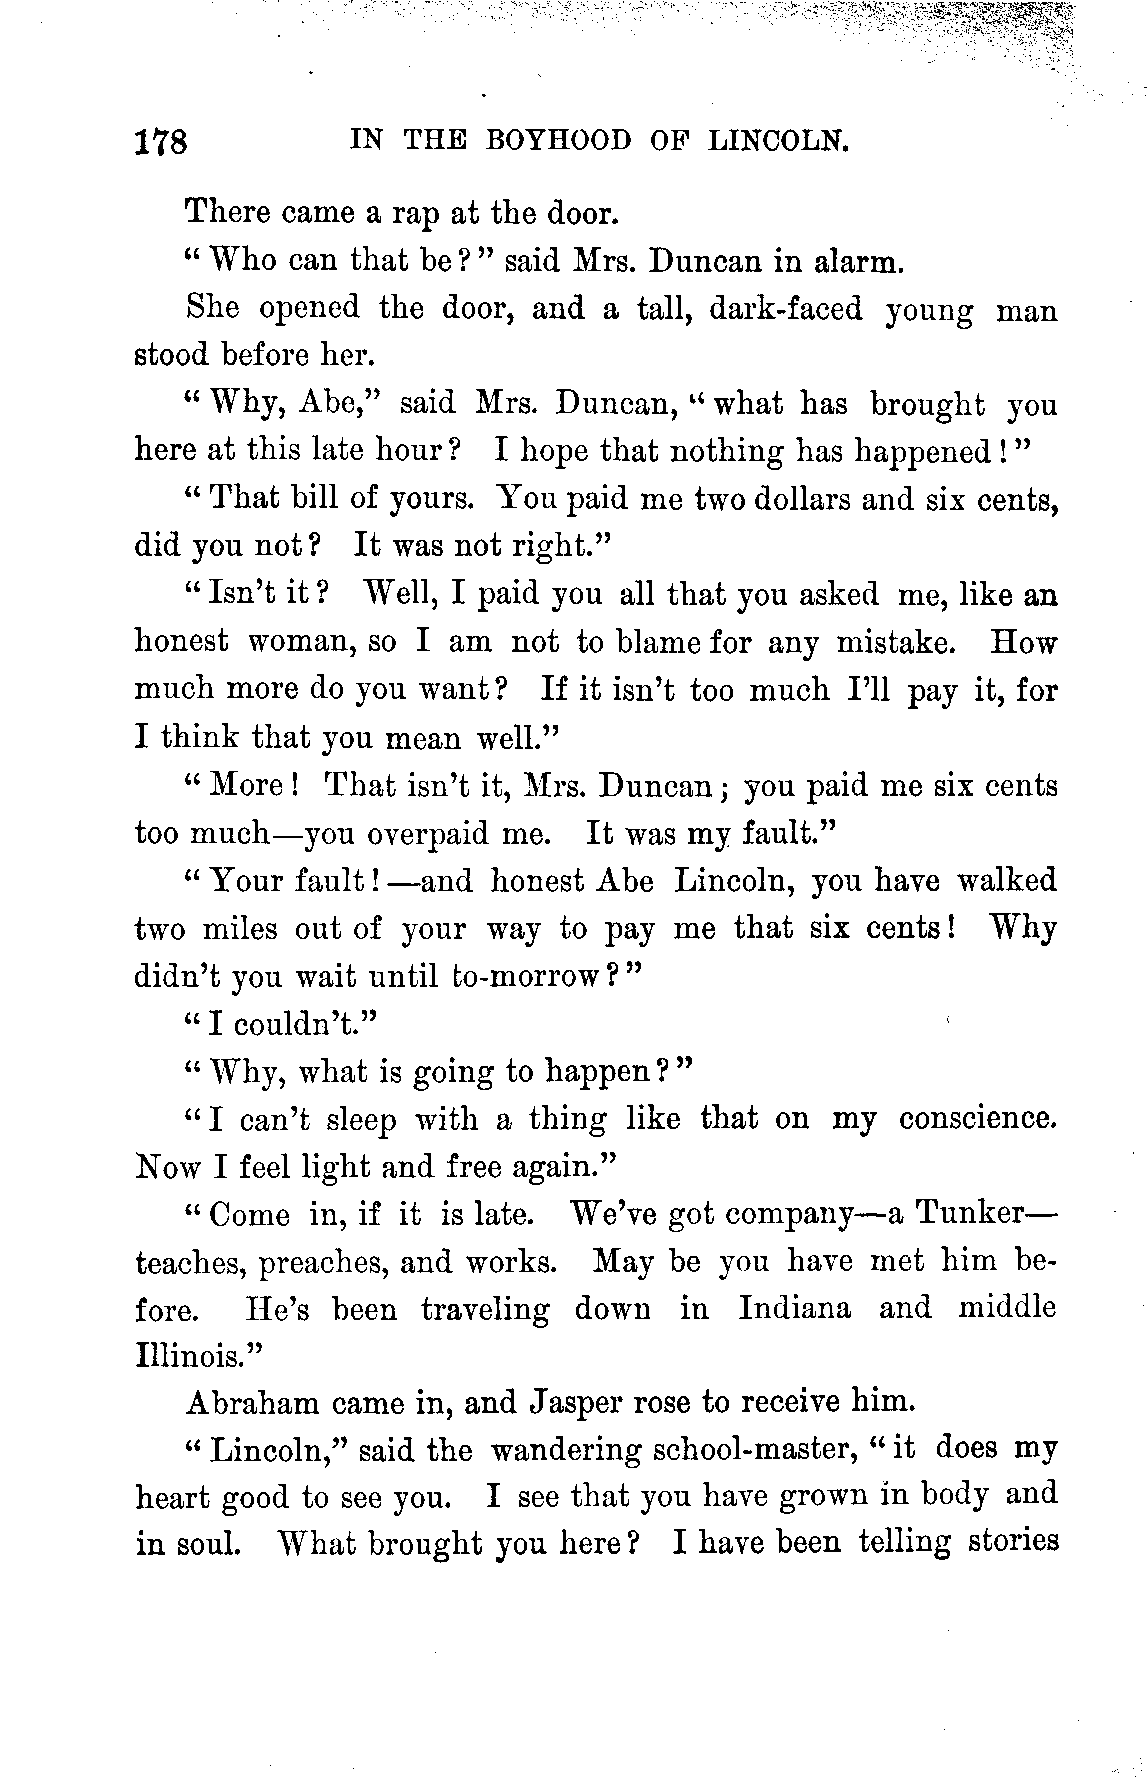 178 IN THE BOYHOOD OF LINCOLN.
There came a rap at the door.
“Who can that be?” said Mrs. Duncan in alarm.
She opened the door, and a tall, dark-faced young man
stood before her.
“Why, Abe,” said Mrs. Duncan, “what has brought you
here at this late hour? I hope that nothing has happened!”
“That bill of yours. You paid me two dollars and six cents,
did you not? It was not right.”
“Isn’t it? Well, I paid you all that you asked me, like an
honest woman, so I am not to blame for any mistake. How
much more do you want? If it isn’t too much I’ll pay it, for
I think that you mean well.”
“More! That isn’t it, Mrs. Duncan; you paid me six cents
too much—you overpaid me. It was my fault.”
“Your fault!—and honest Abe Lincoln, you have walked
two miles out of your way to pay me that six cents! Why
didn’t you wait until to-morrow?”
“I couldn’t.”
“Why, what is going to happen?”
“I can’t sleep with a thing like that on my conscience.
Now I feel light and free again.”
“Come in, if it is late. We’ve got company—a Tunker—
teaches, preaches, and works. May be you have met him be-
fore. He’s been traveling down in Indiana and middle
Illinois.”
Abraham came in, and Jasper rose to receive him.
“Lincoln,” said the wandering school-master, “it does my
heart good to see you. I see that you have grown in body and
in soul. What brought you here? I have been telling stories